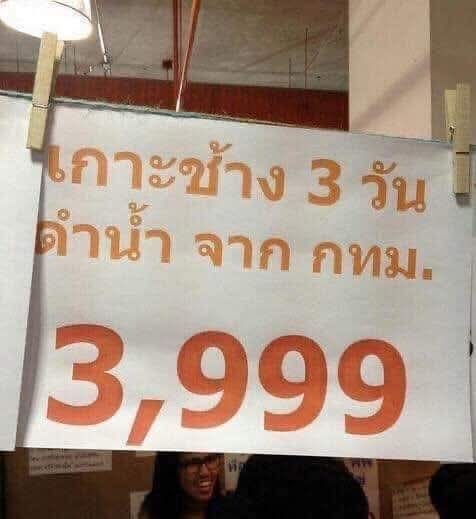 เกาะช้าง 3 วัน
ดำน้ำ จาก กทม.
3,999